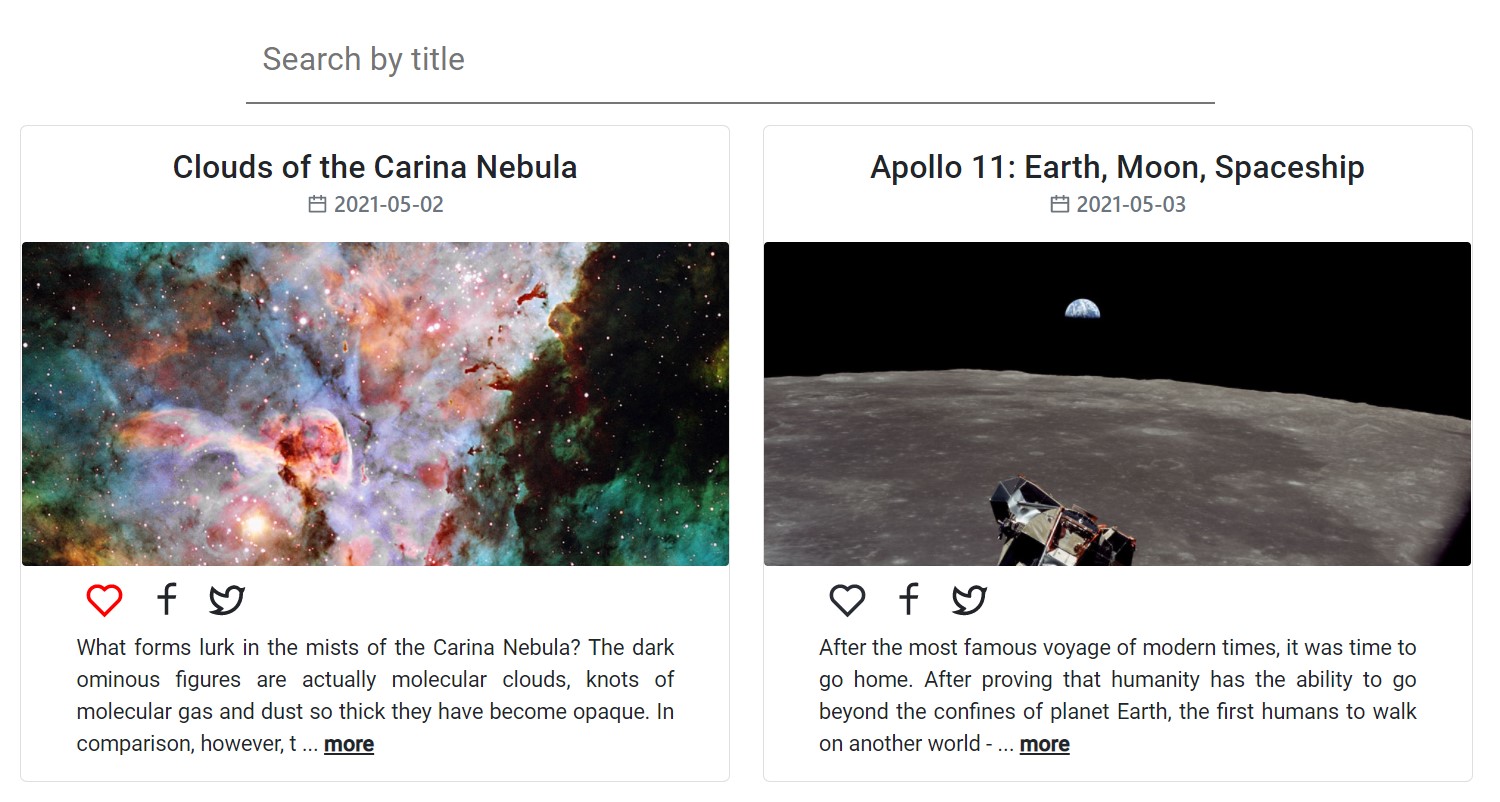 Search by title
Clouds of the Carina Nebula
2021-05-02
What forms lurk in the mists of the Carina Nebula? The dark
ominous figures are actually molecular clouds, knots of
molecular gas and dust so thick they have become opaque. In
comparison, however, t ... more
Apollo 11: Earth, Moon, Spaceship
2021-05-03
After the most famous voyage of modern times, it was time to
go home. After proving that humanity has the ability to go
beyond the confines of planet Earth, the first humans to walk
on another world - ... more